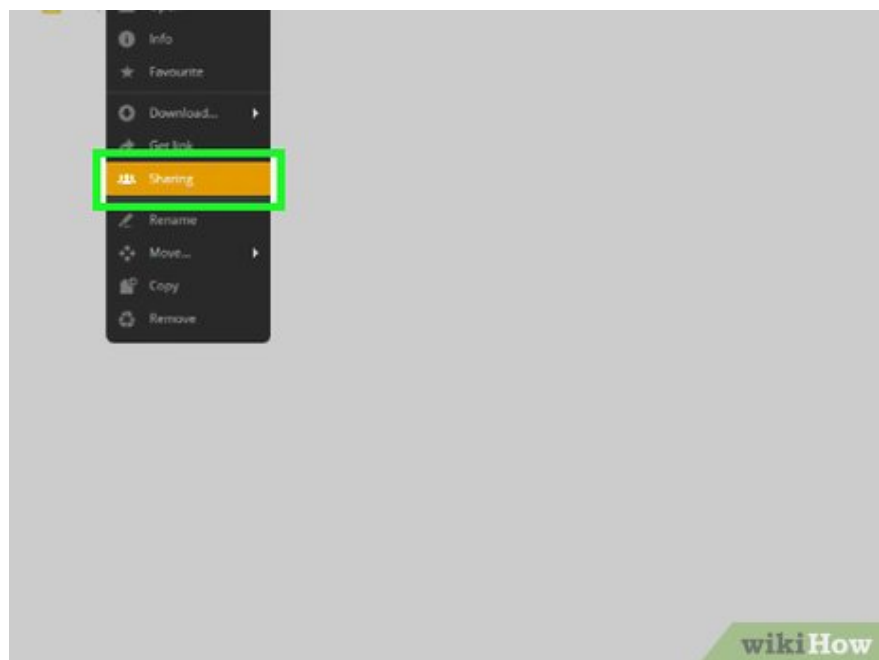 Info
Favourite
Download...
Get link
Sharing
Rename
Move...
Copy
Remove
wikiHow